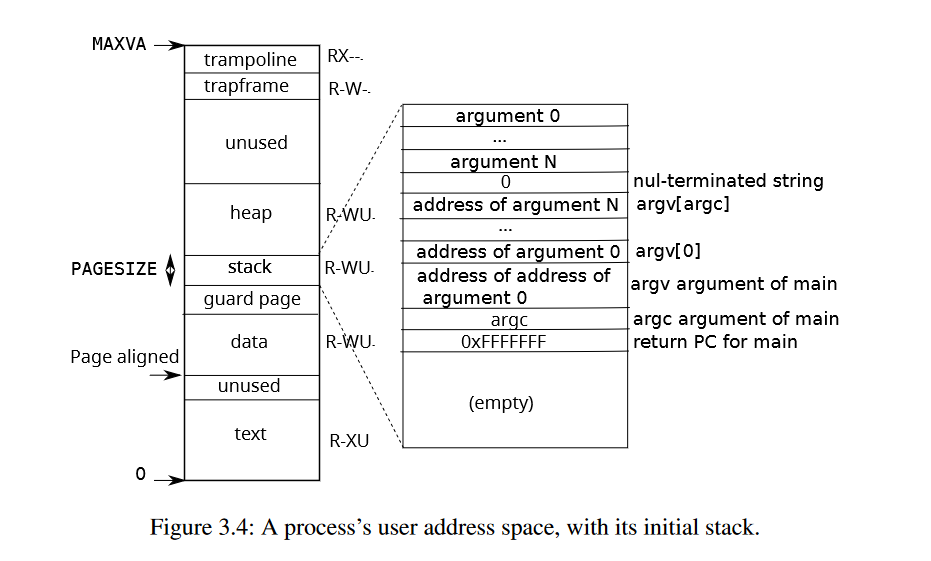 MAXVA
trampoline RX--.
trapframe R-W-.
unused
heap R-WU.
PAGESIZE stack R-WU.
guard page
data R-WU.
Page aligned
unused
text R-XU
0
argument 0
...
argument N
0 nul-terminated string
address of argument N argv[argc]
...
address of argument 0 argv[0]
address of address of
argument 0 argv argument of main
argc argc argument of main
0xFFFFFFF return PC for main
(empty)
Figure 3.4: A process’s user address space, with its initial stack.